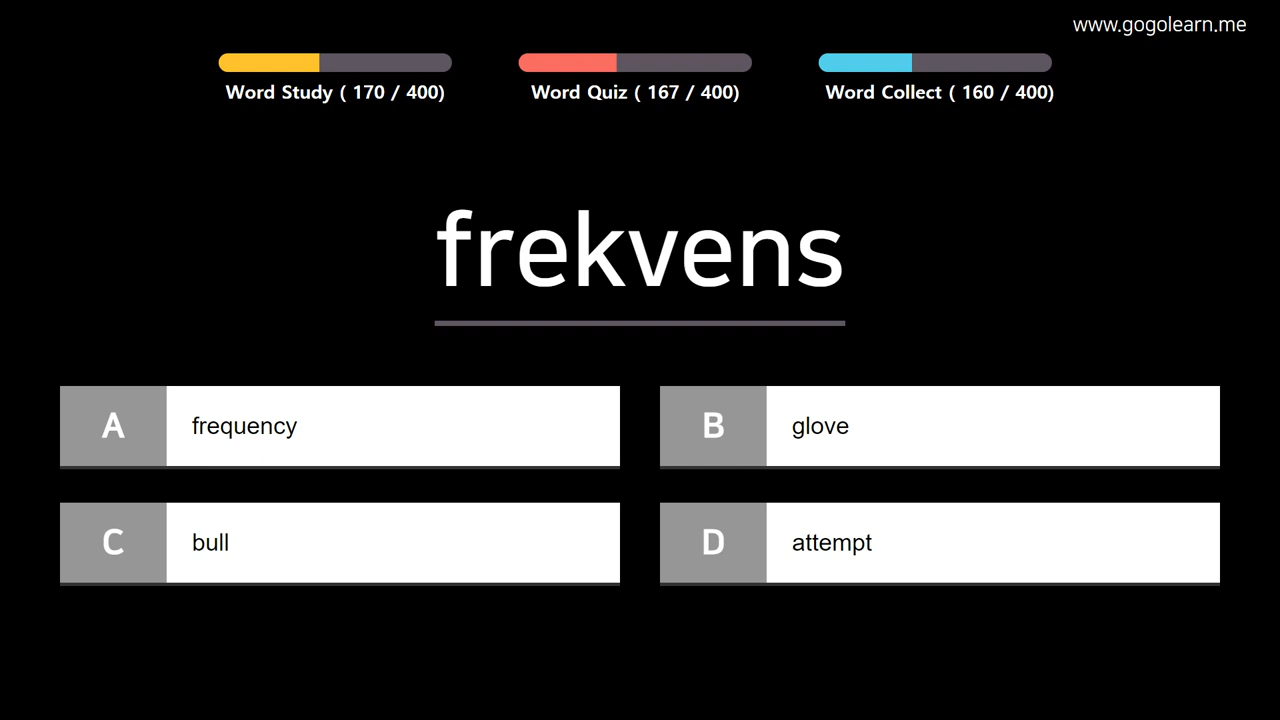 www.gogolearn.me
Word Study ( 170 / 400)
Word Quiz ( 167 / 400)
Word Collect ( 160 / 400)
frekvens
A frequency
B glove
C bull
D attempt